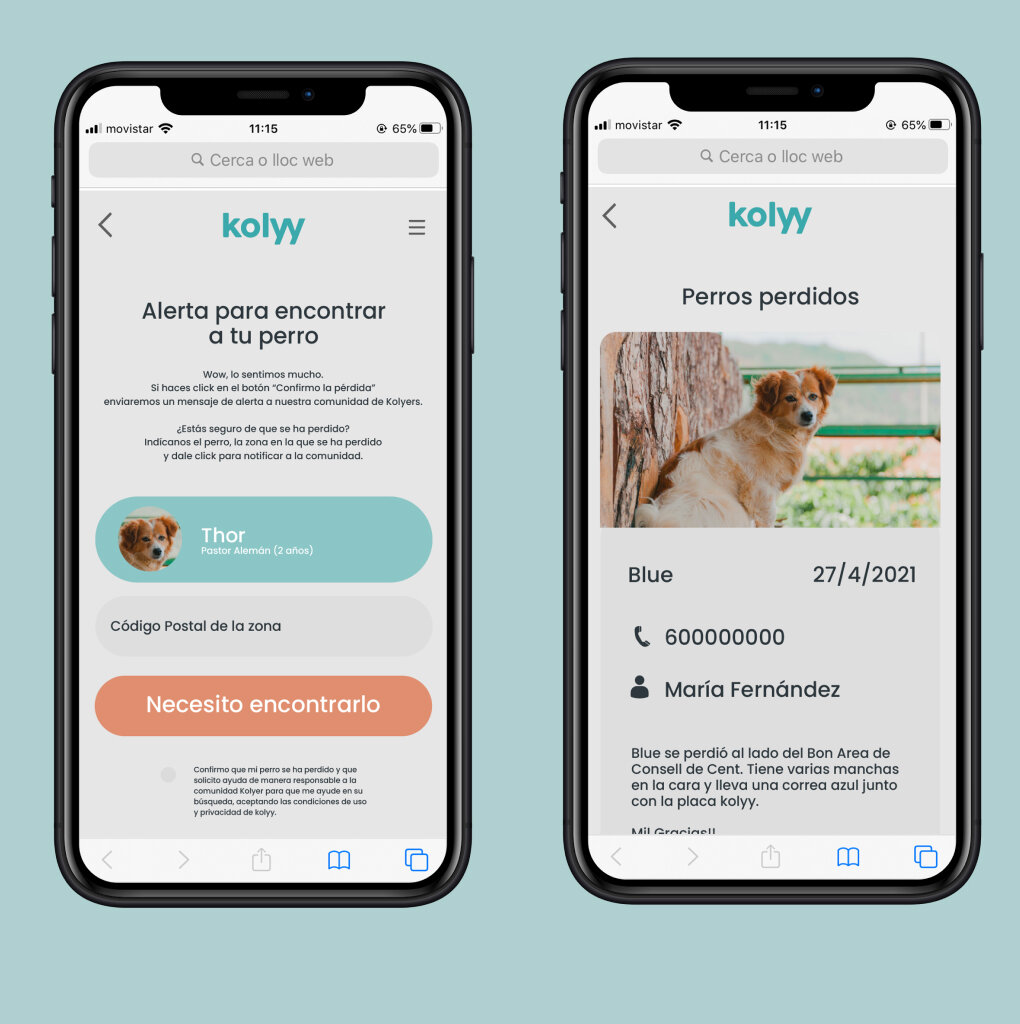 movistar 11:15 65%
Cerca o lloc web
kolyy
Alerta para encontrar
a tu perro
Wow, lo sentimos mucho.
Si haces click en el botón “Confirmo la pérdida”
enviaremos un mensaje de alerta a nuestra comunidad de Kolyers.
¿Estás seguro de que se ha perdido?
Indícanos el perro, la zona en la que se ha perdido
y dale click para notificar a la comunidad.
Thor
Pastor Alemán (2 años)
Código Postal de la zona
Necesito encontrarlo
Confirmo que mi perro se ha perdido y que
solicito ayuda de manera responsable a la
comunidad Kolyer para que me ayude en su
búsqueda, aceptando las condiciones de uso
y privacidad de kolyy.
movistar 11:15 65%
Cerca o lloc web
kolyy
Perros perdidos
Blue 27/4/2021
600000000
María Fernández
Blue se perdió al lado del Bon Area de
Consell de Cent. Tiene varias manchas
en la cara y lleva una correa azul junto
con la placa kolyy.
Mil Gracias!!